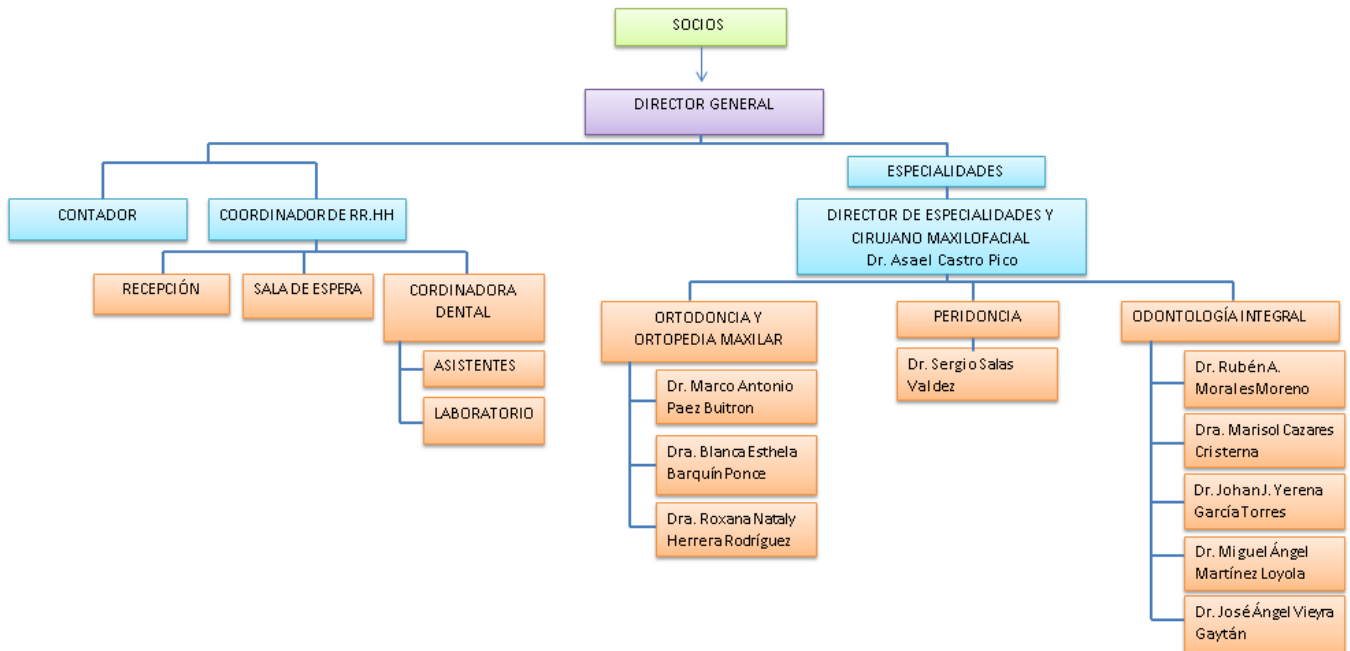 SOCIOS
DIRECTOR GENERAL
ESPECIALIDADES
CONTADOR
COORDINADOR DE RR.HH
DIRECTOR DE ESPECIALIDADES Y
CIRUJANO MAXILOFACIAL
Dr. Asael Castro Pico
RECEPCIÓN
SALA DE ESPERA
CORDINADORA
DENTAL
ASISTENTES
LABORATORIO
ORTODONCIA Y
ORTOPEDIA MAXILAR
Dr. Marco Antonio
Paez Buitron
Dra. Blanca Esthela
Barquín Ponce
Dra. Roxana Nataly
Herrera Rodríguez
PERIDONCIA
Dr. Sergio Salas
Valdez
ODONTOLOGÍA INTEGRAL
Dr. Rubén A.
Morales Moreno
Dra. Marisol Cazares
Cristerna
Dr. Johan J. Yerena
García Torres
Dr. Miguel Ángel
Martínez Loyola
Dr. José Ángel Vieyra
Gaytán